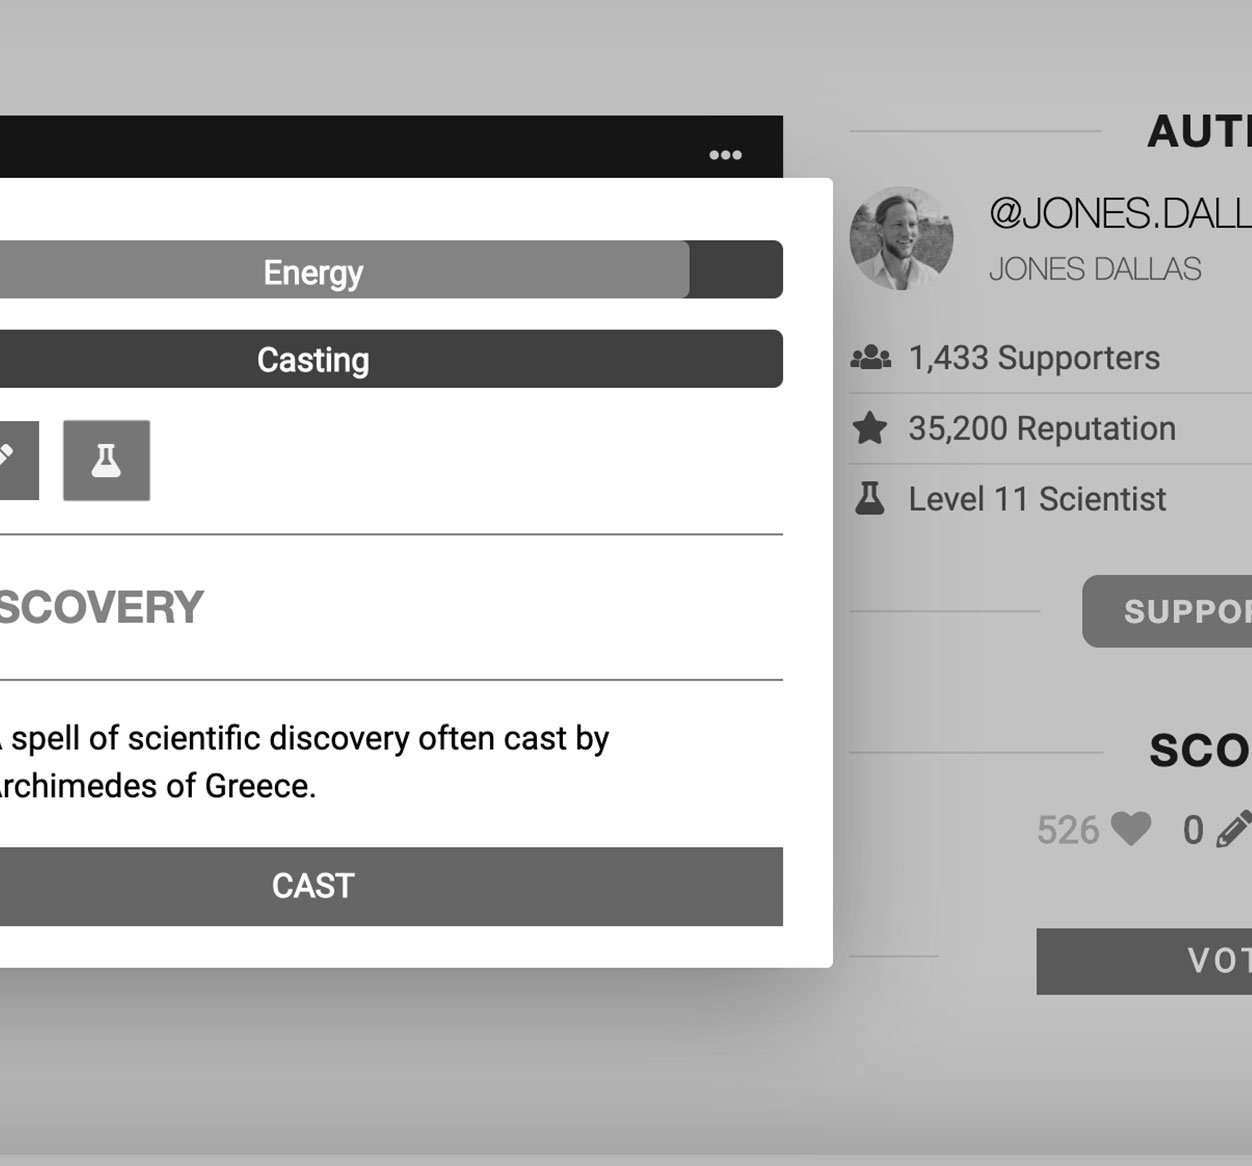 Energy
Casting
SCOVERY
spell of scientific discovery often cast by
rchimedes of Greece.
CAST
AUT
@JONES.DALL
JONES DALLAS
1,433 Supporters
35,200 Reputation
Level 11 Scientist
SUPPO
SCO
526 0
VOT